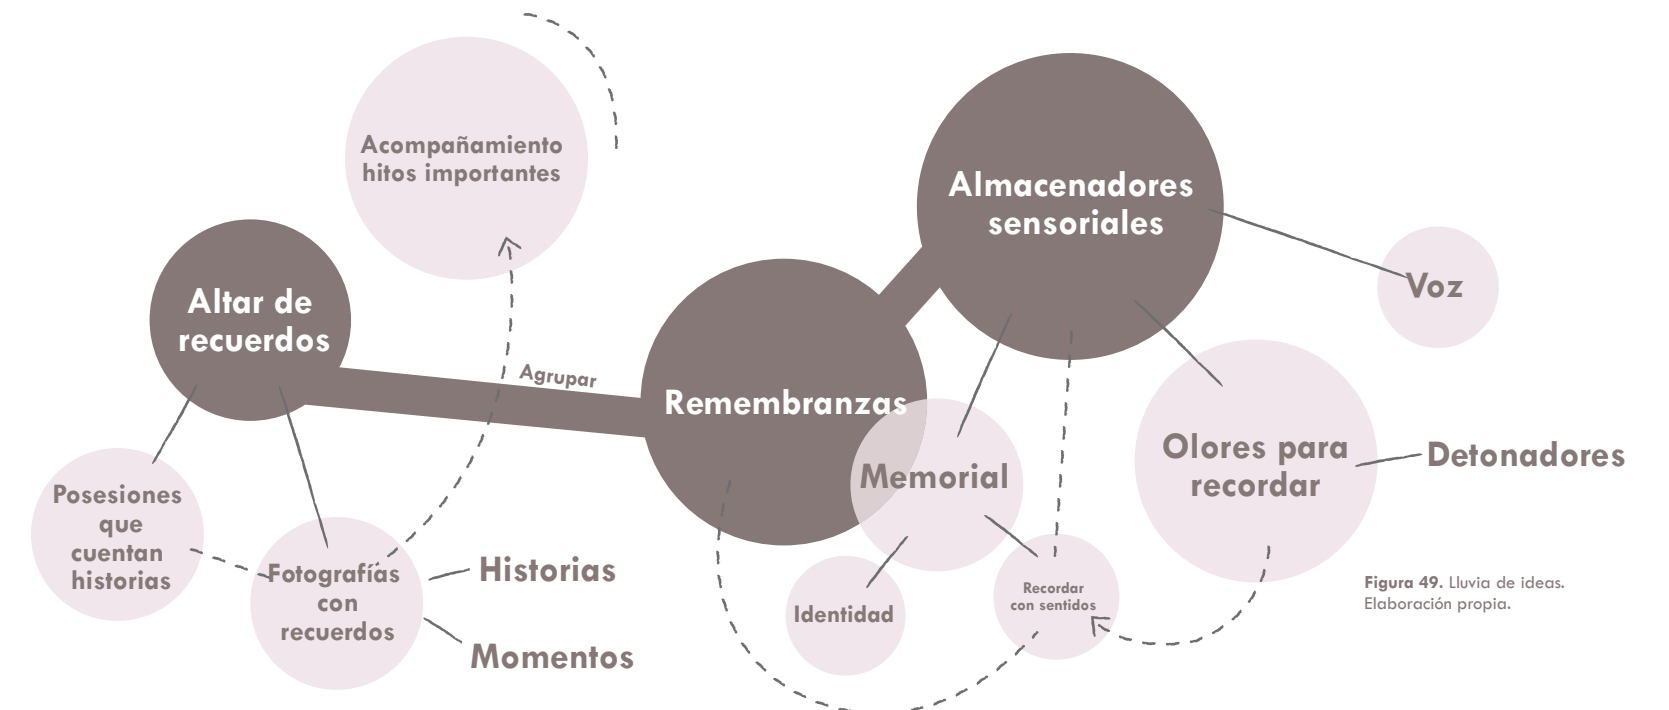 Acompañamiento
hitos importantes
Almacenadores
sensoriales
Altar de
recuerdos
Voz
Agrupar
Remembranzas
Memorial
Olores para
recordar
Detonadores
Posesiones
que
cuentan
historias
Fotografías
con
recuerdos
Historias
Momentos
Identidad
Recordar
con sentidos
Figura 49. Lluvia de ideas.
Elaboración propia.